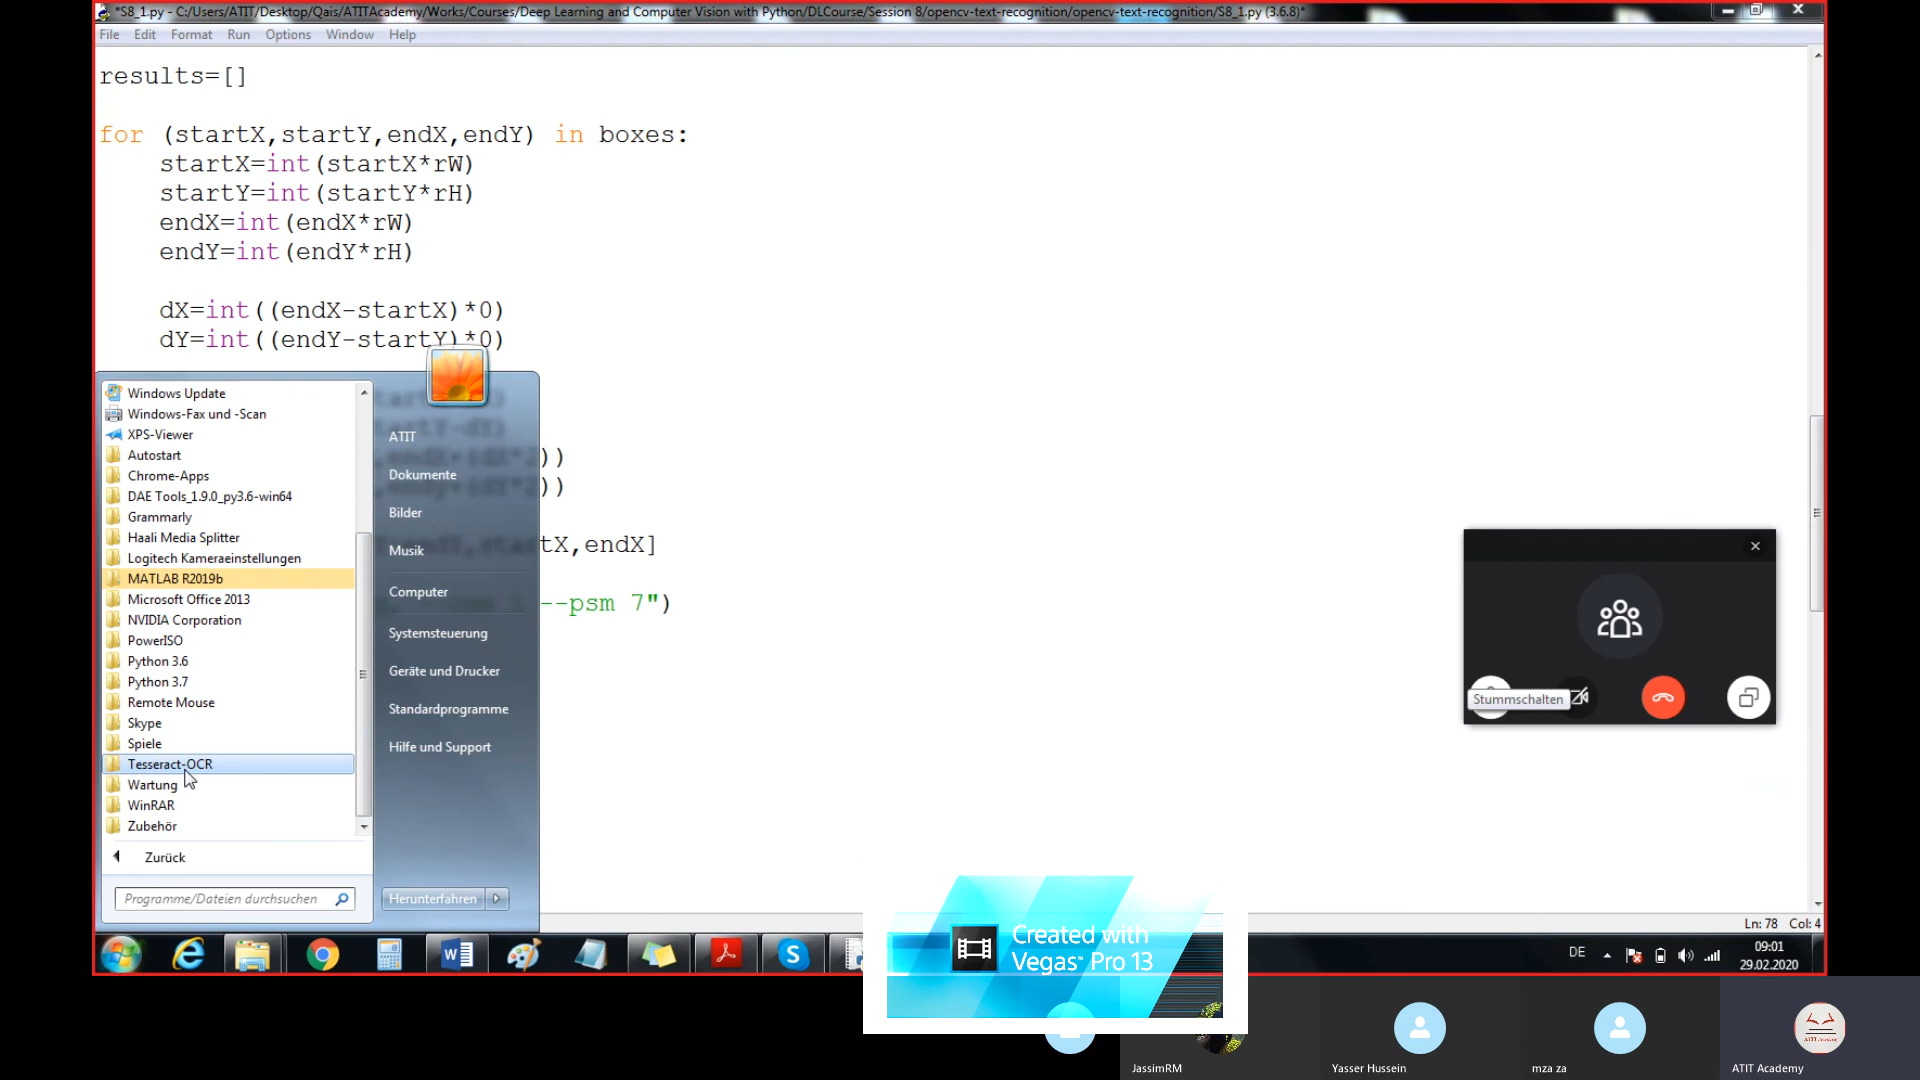 *S8_1.py - C:/Users/ATIT/Desktop/Qais/ATITAcademy/Works/Courses/Deep Learning and Computer Vision with Python/DLCourse/Session 8/opencv-text-recognition/opencv-text-recognition/S8_1.py (3.6.8)*
File Edit Format Run Options Window Help
results=[]
for (startX,startY,endX,endY) in boxes:
startX=int(startX*rW)
startY=int(startY*rH)
endX=int(endX*rW)
endY=int(endY*rH)
dX=int((endX-startX)*0)
dY=int((endY-startY)*0)
))
))
tX,endX]
--psm 7")
Windows Update
Windows-Fax und -Scan
XPS-Viewer
Autostart
Chrome-Apps
DAE Tools_1.9.0_py3.6-win64
Grammarly
Haali Media Splitter
Logitech Kameraeinstellungen
MATLAB R2019b
Microsoft Office 2013
NVIDIA Corporation
PowerISO
Python 3.6
Python 3.7
Remote Mouse
Skype
Spiele
Tesseract-OCR
Wartung
WinRAR
Zubehör
Zurück
Programme/Dateien durchsuchen
ATIT
Dokumente
Bilder
Musik
Computer
Systemsteuerung
Geräte und Drucker
Standardprogramme
Hilfe und Support
Herunterfahren
Stummschalten
Ln: 78 Col: 4
DE
09:01
29.02.2020
Created with
Vegas™ Pro 13
JassimRM
Yasser Hussein
mza za
ATIT Academy